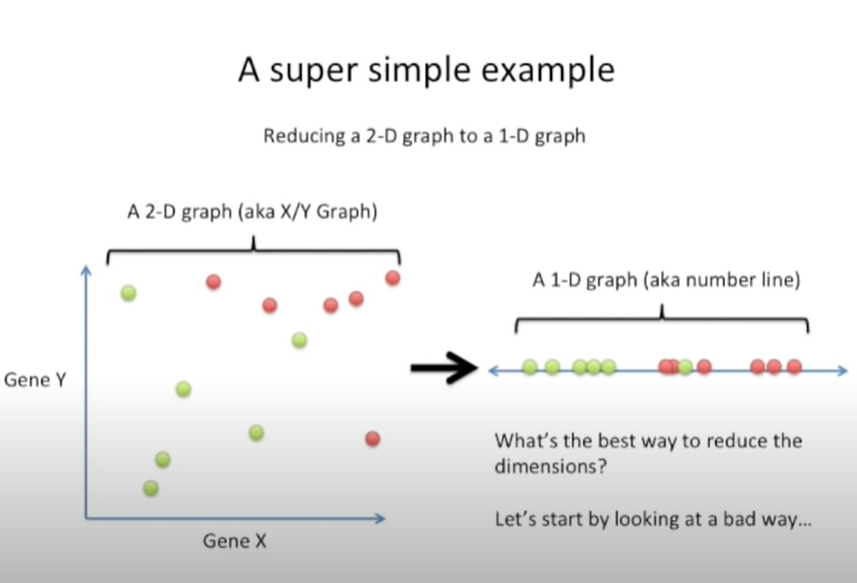 A super simple example
Reducing a 2-D graph to a 1-D graph
A 2-D graph (aka X/Y Graph)
Gene Y
Gene X
A 1-D graph (aka number line)
What's the best way to reduce the
dimensions?
Let's start by looking at a bad way...